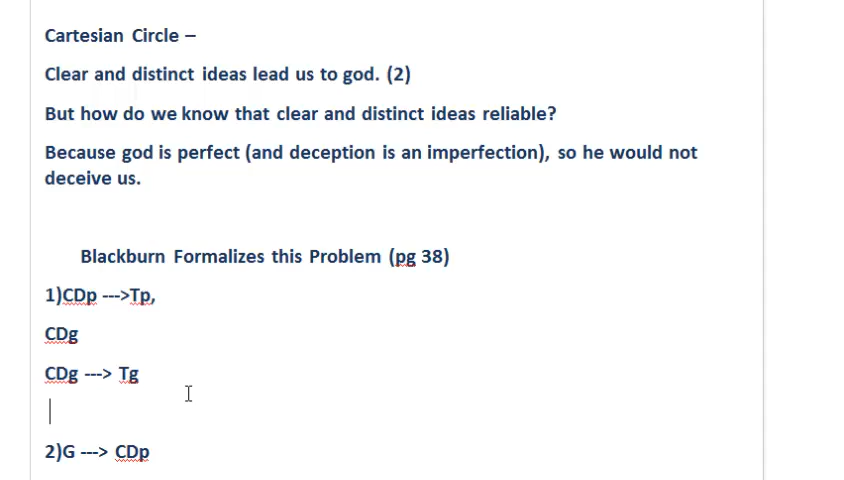 Cartesian Circle –
Clear and distinct ideas lead us to god. (2)
But how do we know that clear and distinct ideas reliable?
Because god is perfect (and deception is an imperfection), so he would not
deceive us.
Blackburn Formalizes this Problem (pg 38)
1)CDp --->Tp,
CDg
CDg ---> Tg
2)G ---> CDp